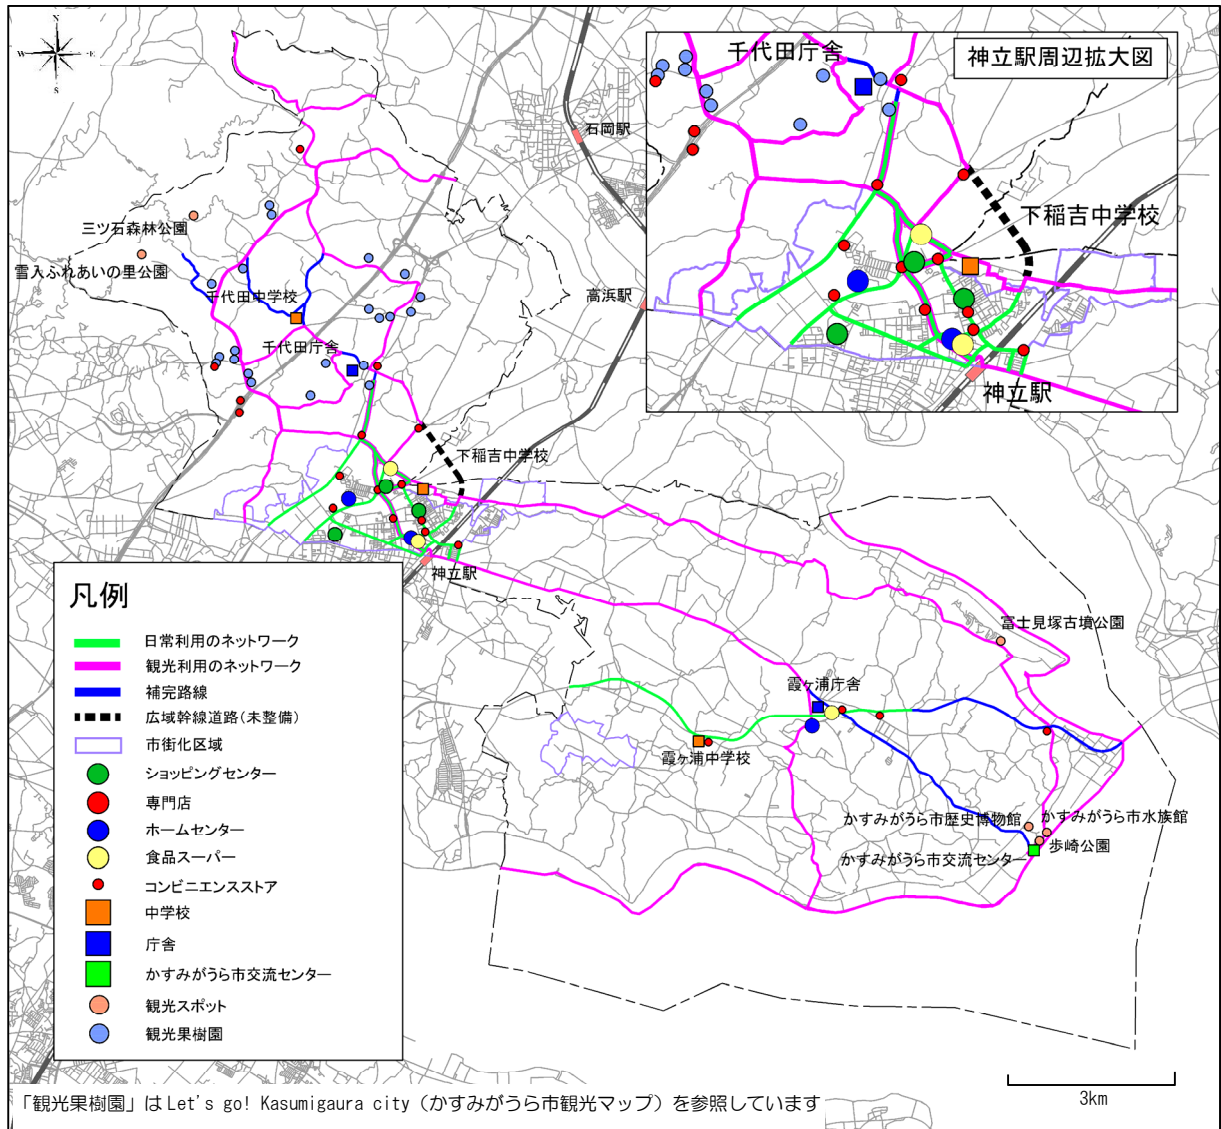 N
W
E
S
石岡駅
三ツ石森林公園
雪入ふれあいの里公園
千代田中学校
高浜駅
千代田庁舎
下稲吉中学校
神立駅
神立駅周辺拡大図
千代田庁舎
下稲吉中学校
神立駅
富士見塚古墳公園
霞ヶ浦庁舎
霞ヶ浦中学校
かすみがうら市歴史博物館
かすみがうら市水族館
歩崎公園
かすみがうら市交流センター
凡例
日常利用のネットワーク
観光利用のネットワーク
補完路線
広域幹線道路(未整備)
市街化区域
ショッピングセンター
専門店
ホームセンター
食品スーパー
コンビニエンスストア
中学校
庁舎
かすみがうら市交流センター
観光スポット
観光果樹園
3km
「観光果樹園」はLet's go! Kasumigaura city(かすみがうら市観光マップ)を参照しています